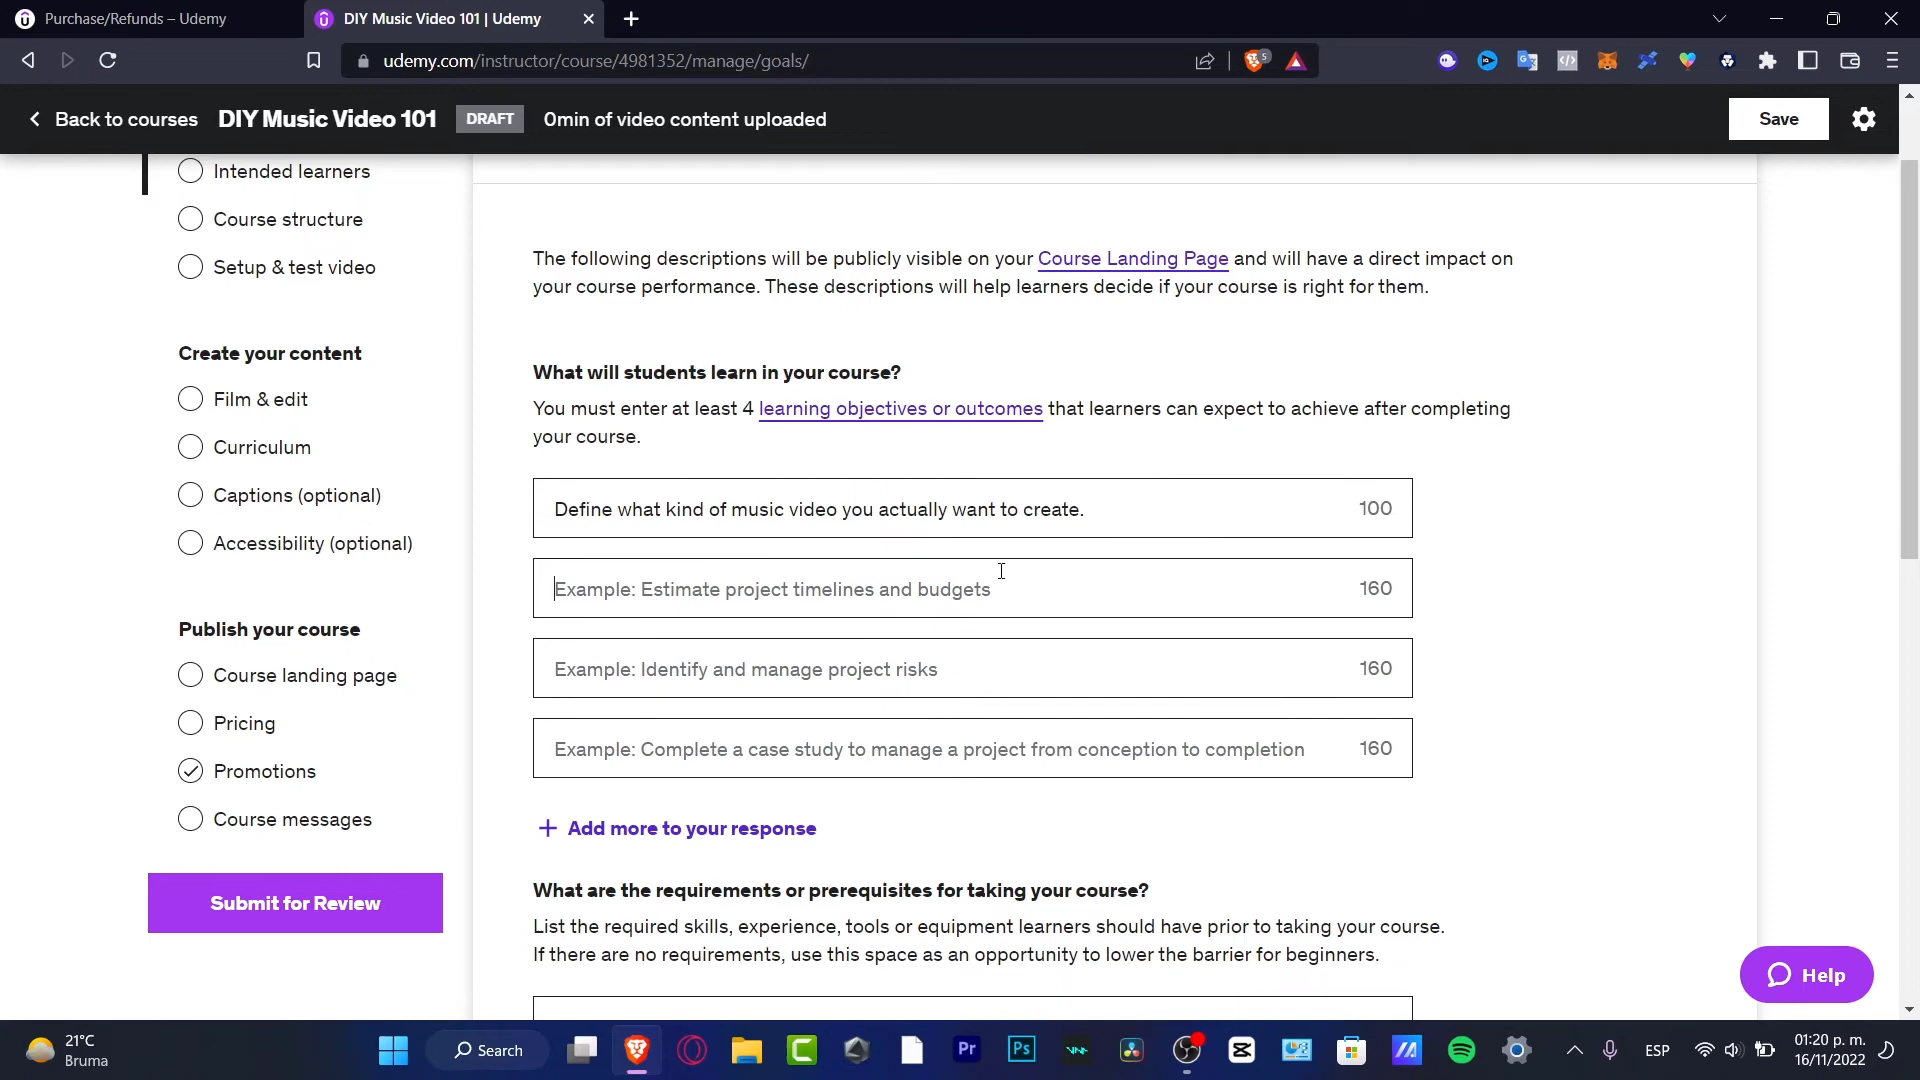 Purchase/Refunds – Udemy
DIY Music Video 101 | Udemy
udemy.com/instructor/course/4981352/manage/goals/
5
Back to courses
DIY Music Video 101
DRAFT
0min of video content uploaded
Save
Intended learners
Course structure
Setup & test video
Create your content
Film & edit
Curriculum
Captions (optional)
Accessibility (optional)
Publish your course
Course landing page
Pricing
Promotions
Course messages
Submit for Review
The following descriptions will be publicly visible on your Course Landing Page and will have a direct impact on
your course performance. These descriptions will help learners decide if your course is right for them.
What will students learn in your course?
You must enter at least 4 learning objectives or outcomes that learners can expect to achieve after completing
your course.
Define what kind of music video you actually want to create. 100
Example: Estimate project timelines and budgets 160
Example: Identify and manage project risks 160
Example: Complete a case study to manage a project from conception to completion 160
Add more to your response
What are the requirements or prerequisites for taking your course?
List the required skills, experience, tools or equipment learners should have prior to taking your course.
If there are no requirements, use this space as an opportunity to lower the barrier for beginners.
Help
21°C
Bruma
Search
Pr
Ps
ESP
01:20 p. m.
16/11/2022